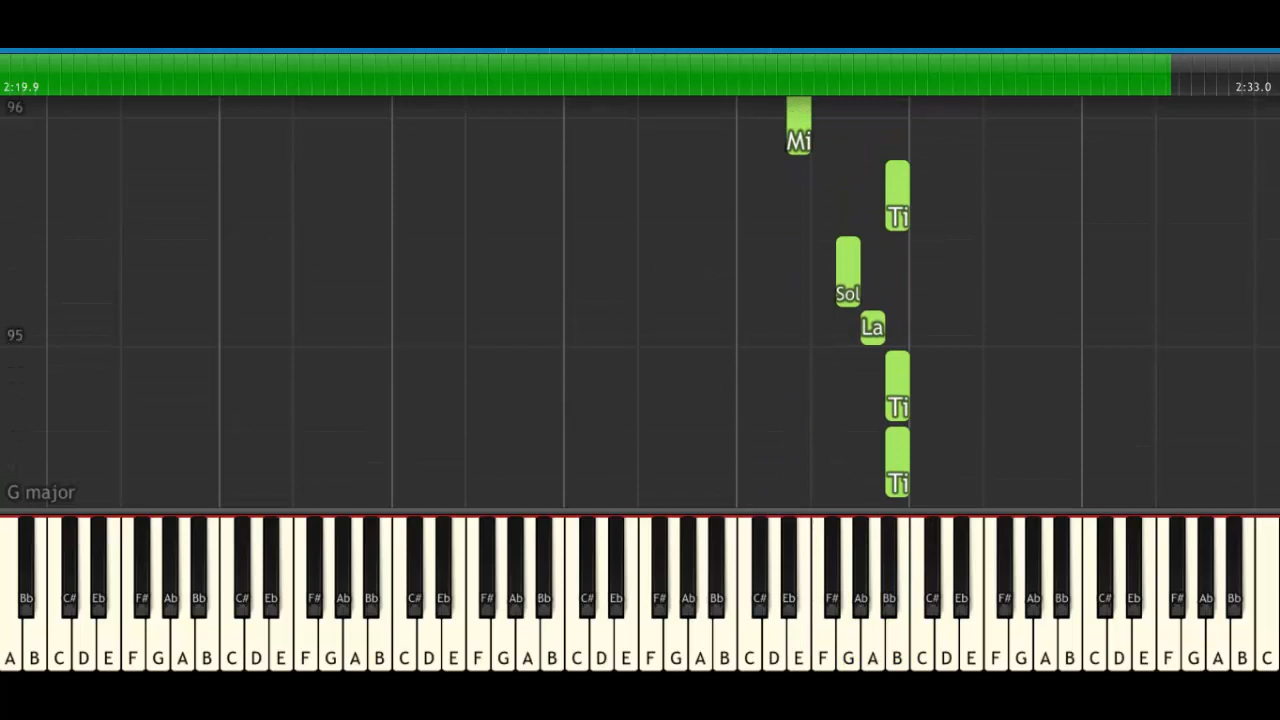 2:19.9 2:33.0
96
Mi
Ti
Sol
La
95
Ti
Ti
G major
Bb C# Eb F# Ab Bb C# Eb F# Ab Bb C# Eb F# Ab Bb C# Eb F# Ab Bb C# Eb F# Ab Bb C# Eb F# Ab Bb C# Eb F# Ab Bb
A B C D E F G A B C D E F G A B C D E F G A B C D E F G A B C D E F G A B C D E F G A B C D E F G A B C